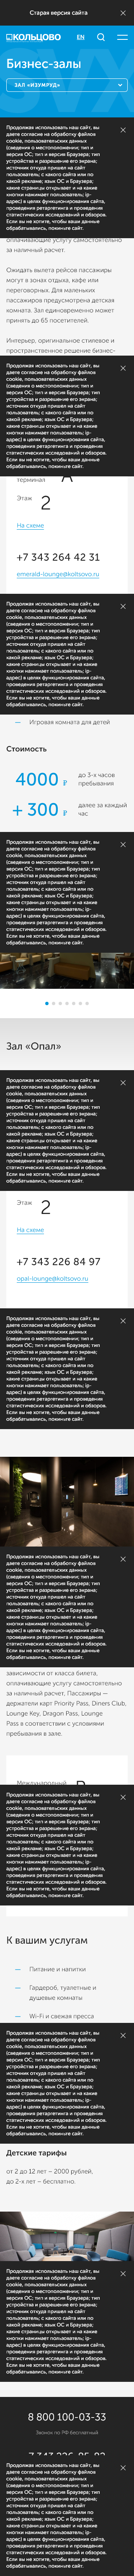 Старая версия сайта
КОЛЬЦОВО
EN
Бизнес-залы
ЗАЛ «ИЗУМРУД»
Продолжая использовать наш сайт, вы
даете согласие на обработку файлов
cookie, пользовательских данных
(сведения о местоположении; тип и
версия ОС; тип и версия Браузера; тип
устройства и разрешение его экрана;
источник откуда пришел на сайт
пользователь; с какого сайта или по
какой рекламе; язык ОС и Браузера;
какие страницы открывает и на какие
кнопки нажимает пользователь; ip-
адрес) в целях функционирования сайта,
проведения ретаргетинга и проведения
статистических исследований и обзоров.
Если вы не хотите, чтобы ваши данные
обрабатывались, покиньте сайт.
оплачивающие услугу самостоятельно
за наличный расчет.
Ожидать вылета рейсов пассажиры
могут в зонах отдыха, кафе или
переговорной. Для маленьких
пассажиров предусмотрена детская
комната. Зал единовременно может
принять до 65 посетителей.
Интерьер, оригинальное стилевое и
пространственное решение бизнес-
Продолжая использовать наш сайт, вы
даете согласие на обработку файлов
cookie, пользовательских данных
(сведения о местоположении; тип и
версия ОС; тип и версия Браузера; тип
устройства и разрешение его экрана;
источник откуда пришел на сайт
пользователь; с какого сайта или по
какой рекламе; язык ОС и Браузера;
какие страницы открывает и на какие
кнопки нажимает пользователь; ip-
адрес) в целях функционирования сайта,
проведения ретаргетинга и проведения
статистических исследований и обзоров.
Если вы не хотите, чтобы ваши данные
обрабатывались, покиньте сайт.
терминал A
Этаж 2
На схеме
+7 343 264 42 31
emerald-lounge@koltsovo.ru
Продолжая использовать наш сайт, вы
даете согласие на обработку файлов
cookie, пользовательских данных
(сведения о местоположении; тип и
версия ОС; тип и версия Браузера; тип
устройства и разрешение его экрана;
источник откуда пришел на сайт
пользователь; с какого сайта или по
какой рекламе; язык ОС и Браузера;
какие страницы открывает и на какие
кнопки нажимает пользователь; ip-
адрес) в целях функционирования сайта,
проведения ретаргетинга и проведения
статистических исследований и обзоров.
Если вы не хотите, чтобы ваши данные
обрабатывались, покиньте сайт.
— Игровая комната для детей
Стоимость
4000 ₽ до 3-х часов
пребывания
+ 300 ₽ далее за каждый
час
Продолжая использовать наш сайт, вы
даете согласие на обработку файлов
cookie, пользовательских данных
(сведения о местоположении; тип и
версия ОС; тип и версия Браузера; тип
устройства и разрешение его экрана;
источник откуда пришел на сайт
пользователь; с какого сайта или по
какой рекламе; язык ОС и Браузера;
какие страницы открывает и на какие
кнопки нажимает пользователь; ip-
адрес) в целях функционирования сайта,
проведения ретаргетинга и проведения
статистических исследований и обзоров.
Если вы не хотите, чтобы ваши данные
обрабатывались, покиньте сайт.
Зал «Опал»
Продолжая использовать наш сайт, вы
даете согласие на обработку файлов
cookie, пользовательских данных
(сведения о местоположении; тип и
версия ОС; тип и версия Браузера; тип
устройства и разрешение его экрана;
источник откуда пришел на сайт
пользователь; с какого сайта или по
какой рекламе; язык ОС и Браузера;
какие страницы открывает и на какие
кнопки нажимает пользователь; ip-
адрес) в целях функционирования сайта,
проведения ретаргетинга и проведения
статистических исследований и обзоров.
Если вы не хотите, чтобы ваши данные
обрабатывались, покиньте сайт.
Этаж 2
На схеме
+7 343 226 84 97
opal-lounge@koltsovo.ru
Продолжая использовать наш сайт, вы
даете согласие на обработку файлов
cookie, пользовательских данных
(сведения о местоположении; тип и
версия ОС; тип и версия Браузера; тип
устройства и разрешение его экрана;
источник откуда пришел на сайт
пользователь; с какого сайта или по
какой рекламе; язык ОС и Браузера;
какие страницы открывает и на какие
кнопки нажимает пользователь; ip-
адрес) в целях функционирования сайта,
проведения ретаргетинга и проведения
статистических исследований и обзоров.
Если вы не хотите, чтобы ваши данные
обрабатывались, покиньте сайт.
Продолжая использовать наш сайт, вы
даете согласие на обработку файлов
cookie, пользовательских данных
(сведения о местоположении; тип и
версия ОС; тип и версия Браузера; тип
устройства и разрешение его экрана;
источник откуда пришел на сайт
пользователь; с какого сайта или по
какой рекламе; язык ОС и Браузера;
какие страницы открывает и на какие
кнопки нажимает пользователь; ip-
адрес) в целях функционирования сайта,
проведения ретаргетинга и проведения
статистических исследований и обзоров.
Если вы не хотите, чтобы ваши данные
обрабатывались, покиньте сайт.
зависимости от класса билета,
оплачивающие услугу самостоятельно
за наличный расчет. Пассажиры —
держатели карт Priority Pass, Diners Club,
Lounge Key, Dragon Pass, Lounge
Pass в соответствии с условиями
пребывания в зале.
Международный
Продолжая использовать наш сайт, вы
даете согласие на обработку файлов
cookie, пользовательских данных
(сведения о местоположении; тип и
версия ОС; тип и версия Браузера; тип
устройства и разрешение его экрана;
источник откуда пришел на сайт
пользователь; с какого сайта или по
какой рекламе; язык ОС и Браузера;
какие страницы открывает и на какие
кнопки нажимает пользователь; ip-
адрес) в целях функционирования сайта,
проведения ретаргетинга и проведения
статистических исследований и обзоров.
Если вы не хотите, чтобы ваши данные
обрабатывались, покиньте сайт.
К вашим услугам
— Питание и напитки
— Гардероб, туалетные и
душевые комнаты
— Wi-Fi и свежая пресса
Продолжая использовать наш сайт, вы
даете согласие на обработку файлов
cookie, пользовательских данных
(сведения о местоположении; тип и
версия ОС; тип и версия Браузера; тип
устройства и разрешение его экрана;
источник откуда пришел на сайт
пользователь; с какого сайта или по
какой рекламе; язык ОС и Браузера;
какие страницы открывает и на какие
кнопки нажимает пользователь; ip-
адрес) в целях функционирования сайта,
проведения ретаргетинга и проведения
статистических исследований и обзоров.
Если вы не хотите, чтобы ваши данные
обрабатывались, покиньте сайт.
Детские тарифы
от 2 до 12 лет – 2000 рублей.
до 2-х лет – бесплатно.
Продолжая использовать наш сайт, вы
даете согласие на обработку файлов
cookie, пользовательских данных
(сведения о местоположении; тип и
версия ОС; тип и версия Браузера; тип
устройства и разрешение его экрана;
источник откуда пришел на сайт
пользователь; с какого сайта или по
какой рекламе; язык ОС и Браузера;
какие страницы открывает и на какие
кнопки нажимает пользователь; ip-
адрес) в целях функционирования сайта,
проведения ретаргетинга и проведения
статистических исследований и обзоров.
Если вы не хотите, чтобы ваши данные
обрабатывались, покиньте сайт.
8 800 100-03-33
Звонок по РФ бесплатный
Продолжая использовать наш сайт, вы
даете согласие на обработку файлов
cookie, пользовательских данных
(сведения о местоположении; тип и
версия ОС; тип и версия Браузера; тип
устройства и разрешение его экрана;
источник откуда пришел на сайт
пользователь; с какого сайта или по
какой рекламе; язык ОС и Браузера;
какие страницы открывает и на какие
кнопки нажимает пользователь; ip-
адрес) в целях функционирования сайта,
проведения ретаргетинга и проведения
статистических исследований и обзоров.
Если вы не хотите, чтобы ваши данные
обрабатывались, покиньте сайт.